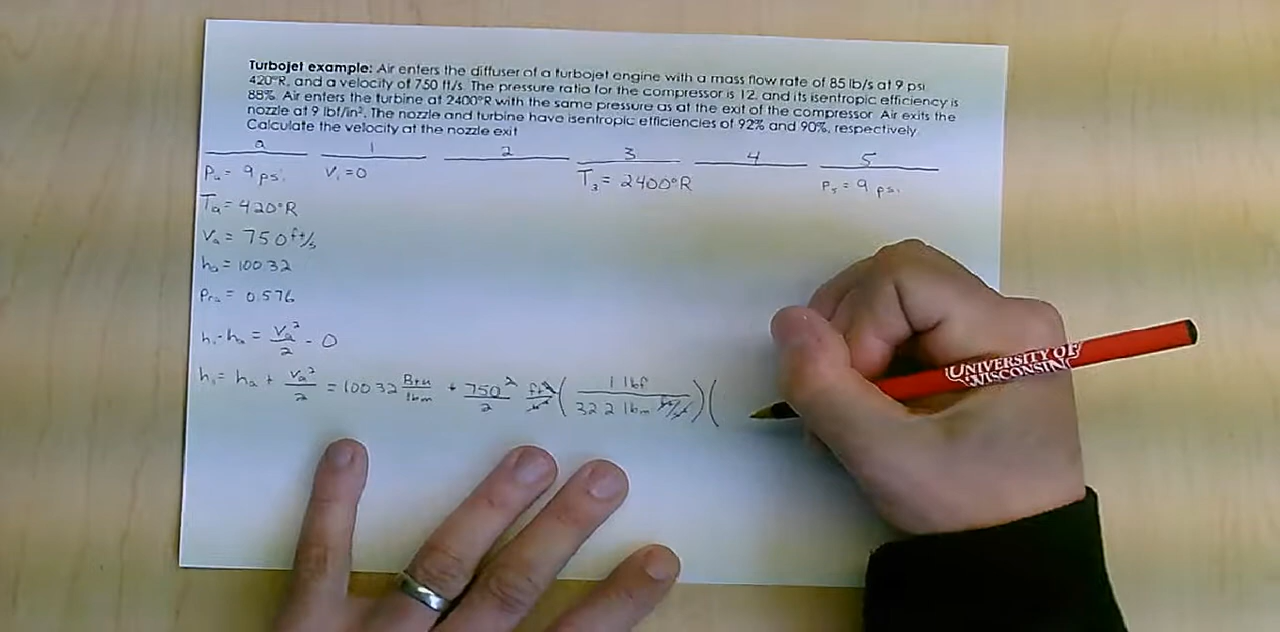 Turbojet example: Air enters the diffuser of a turbojet engine with a mass flow rate of 85 lb/s at 9 psi
420°R, and a velocity of 750 ft/s. The pressure ratio for the compressor is 12, and its isentropic efficiency is
88%. Air enters the turbine at 2400°R with the same pressure as at the exit of the compressor. Air exits the
nozzle at 9 lbf/in². The nozzle and turbine have isentropic efficiencies of 92% and 90%, respectively.
Calculate the velocity at the nozzle exit
a 1 2 3 4 5
Pa = 9 psi V1 = 0 T3 = 2400°R P5 = 9 psi
Ta = 420°R
Va = 750 ft/s
ha = 100.32
Pra = 0.576
h1 - ha = Va²/2 - 0
h1 = ha + Va²/2 = 100.32 Btu/lbm + 750²/2 ft²/s² (1 lbf / 32.2 lbm ft/s²) (
UNIVERSITY OF
WISCONSIN